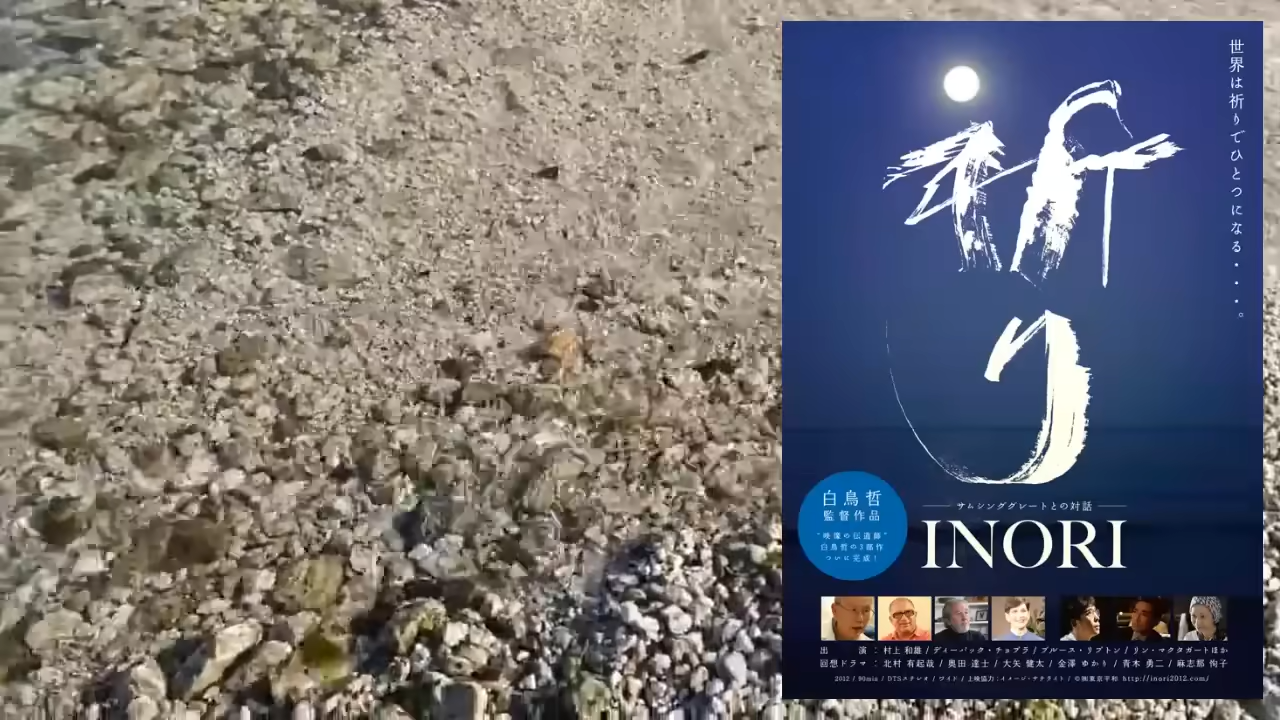 世界は祈りでひとつになる・・・・。
祈り
サムシンググレートとの対話
INORI
白鳥哲
監督作品
"映像の伝道師"
白鳥哲の3部作
ついに完成！
出　演：村上 和雄 / ディーパック・チョプラ / ブルース・リプトン / リン・マクタガートほか
回想ドラマ：北村 有起哉 / 奥田 達士 / 大矢 健太 / 金澤 ゆかり / 青木 勇二 / 麻志那 恂子
2012 / 90min / DTSステレオ / ワイド / 上映協力：イメージ・サテライト / ©㈱東京平和 http://inori2012.com/